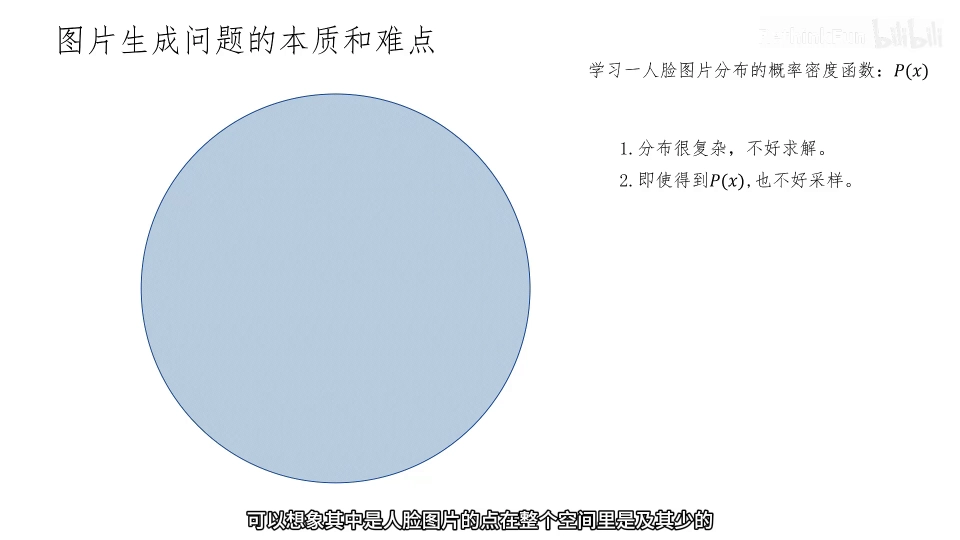 图片生成问题的本质和难点
bilibili
学习一人脸图片分布的概率密度函数：P(x)
1.分布很复杂，不好求解。
2.即使得到P(x),也不好采样。
可以想象其中是人脸图片的点在整个空间里是及其少的